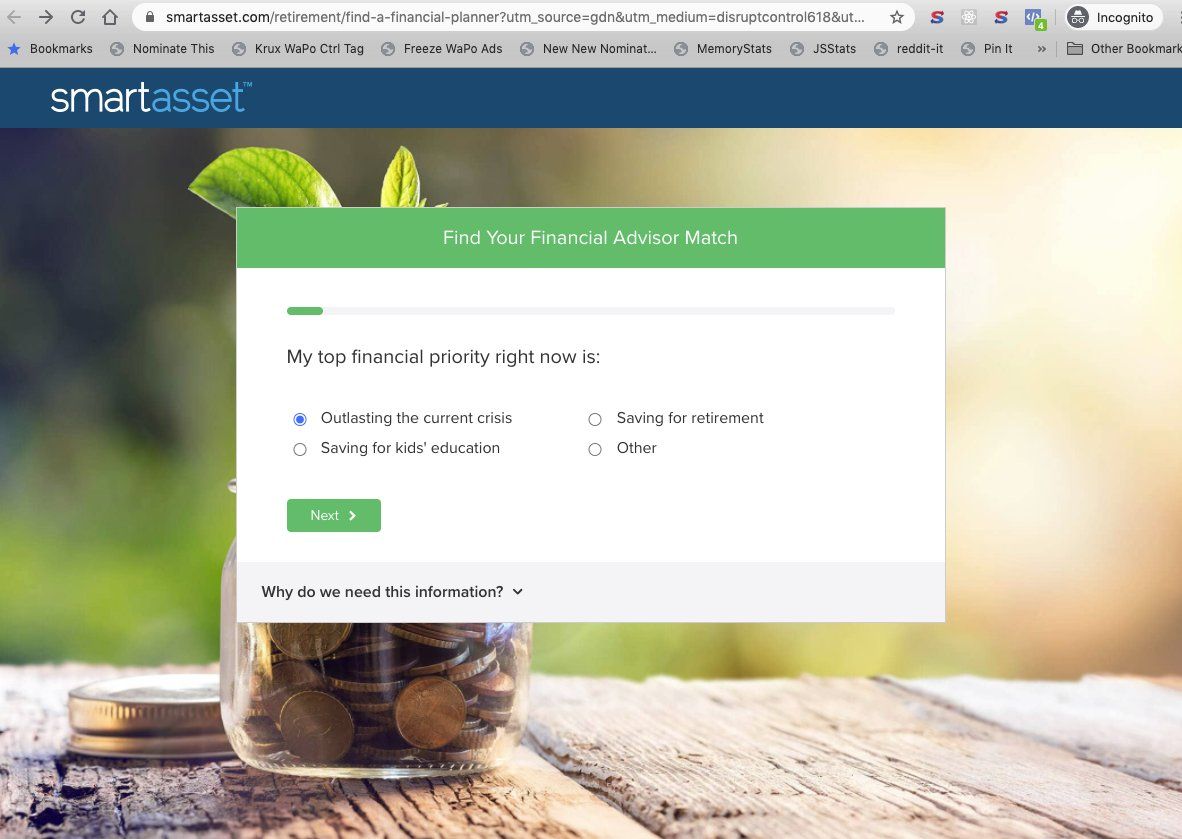 smartasset.com/retirement/find-a-financial-planner?utm_source=gdn&utm_medium=disruptcontrol618&ut...
4
Incognito
Bookmarks
Nominate This
Krux WaPo Ctrl Tag
Freeze WaPo Ads
New New Nominat...
MemoryStats
JSStats
reddit-it
Pin It
»
Other Bookmark
smartasset™
Find Your Financial Advisor Match
My top financial priority right now is:
Outlasting the current crisis
Saving for retirement
Saving for kids' education
Other
Next
Why do we need this information?